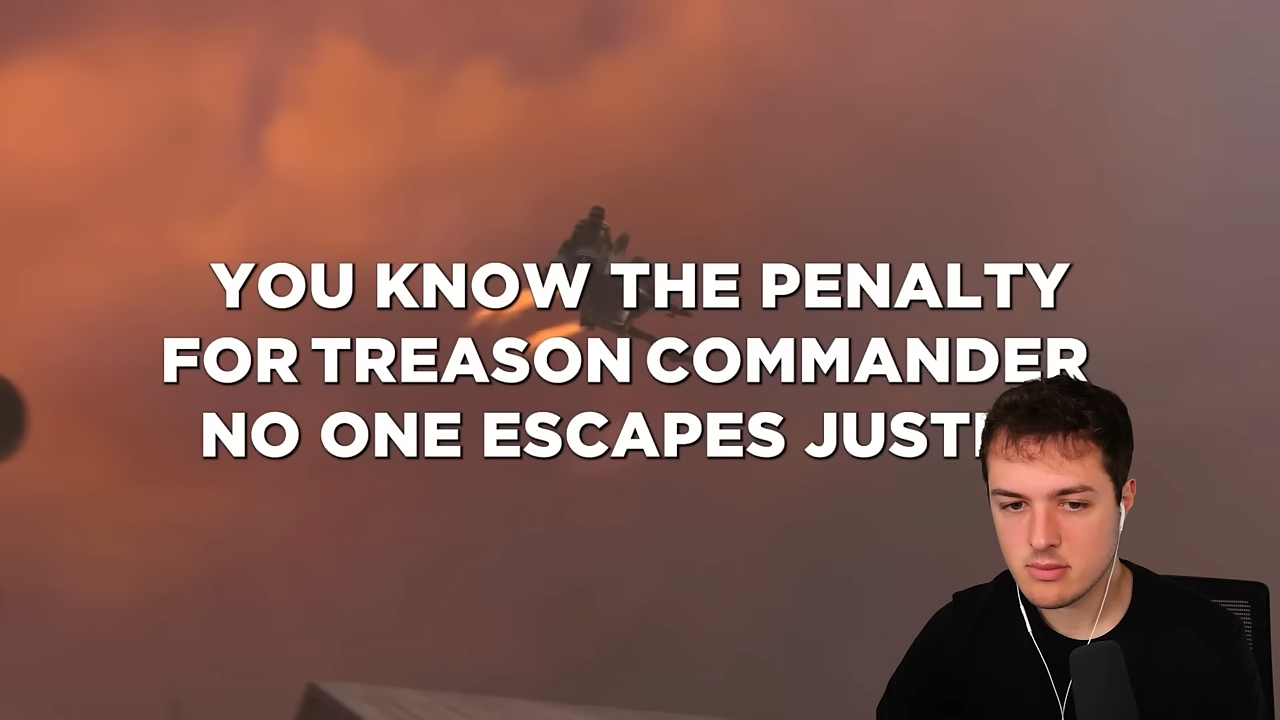 YOU KNOW THE PENALTY
FOR TREASON COMMANDER
NO ONE ESCAPES